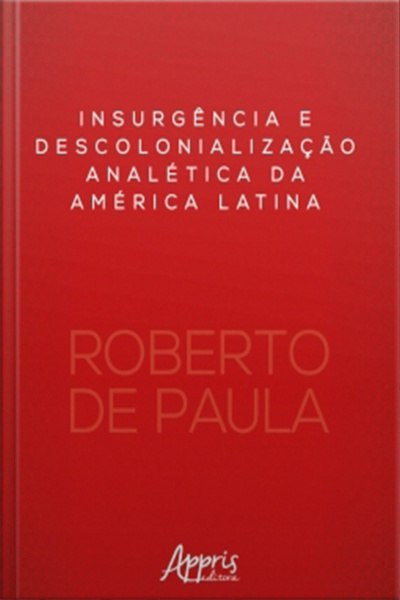 INSURGÊNCIA E
DESCOLONIALIZAÇÃO
ANALÉTICA DA
AMÉRICA LATINA
ROBERTO
DE PAULA
Appris
editora